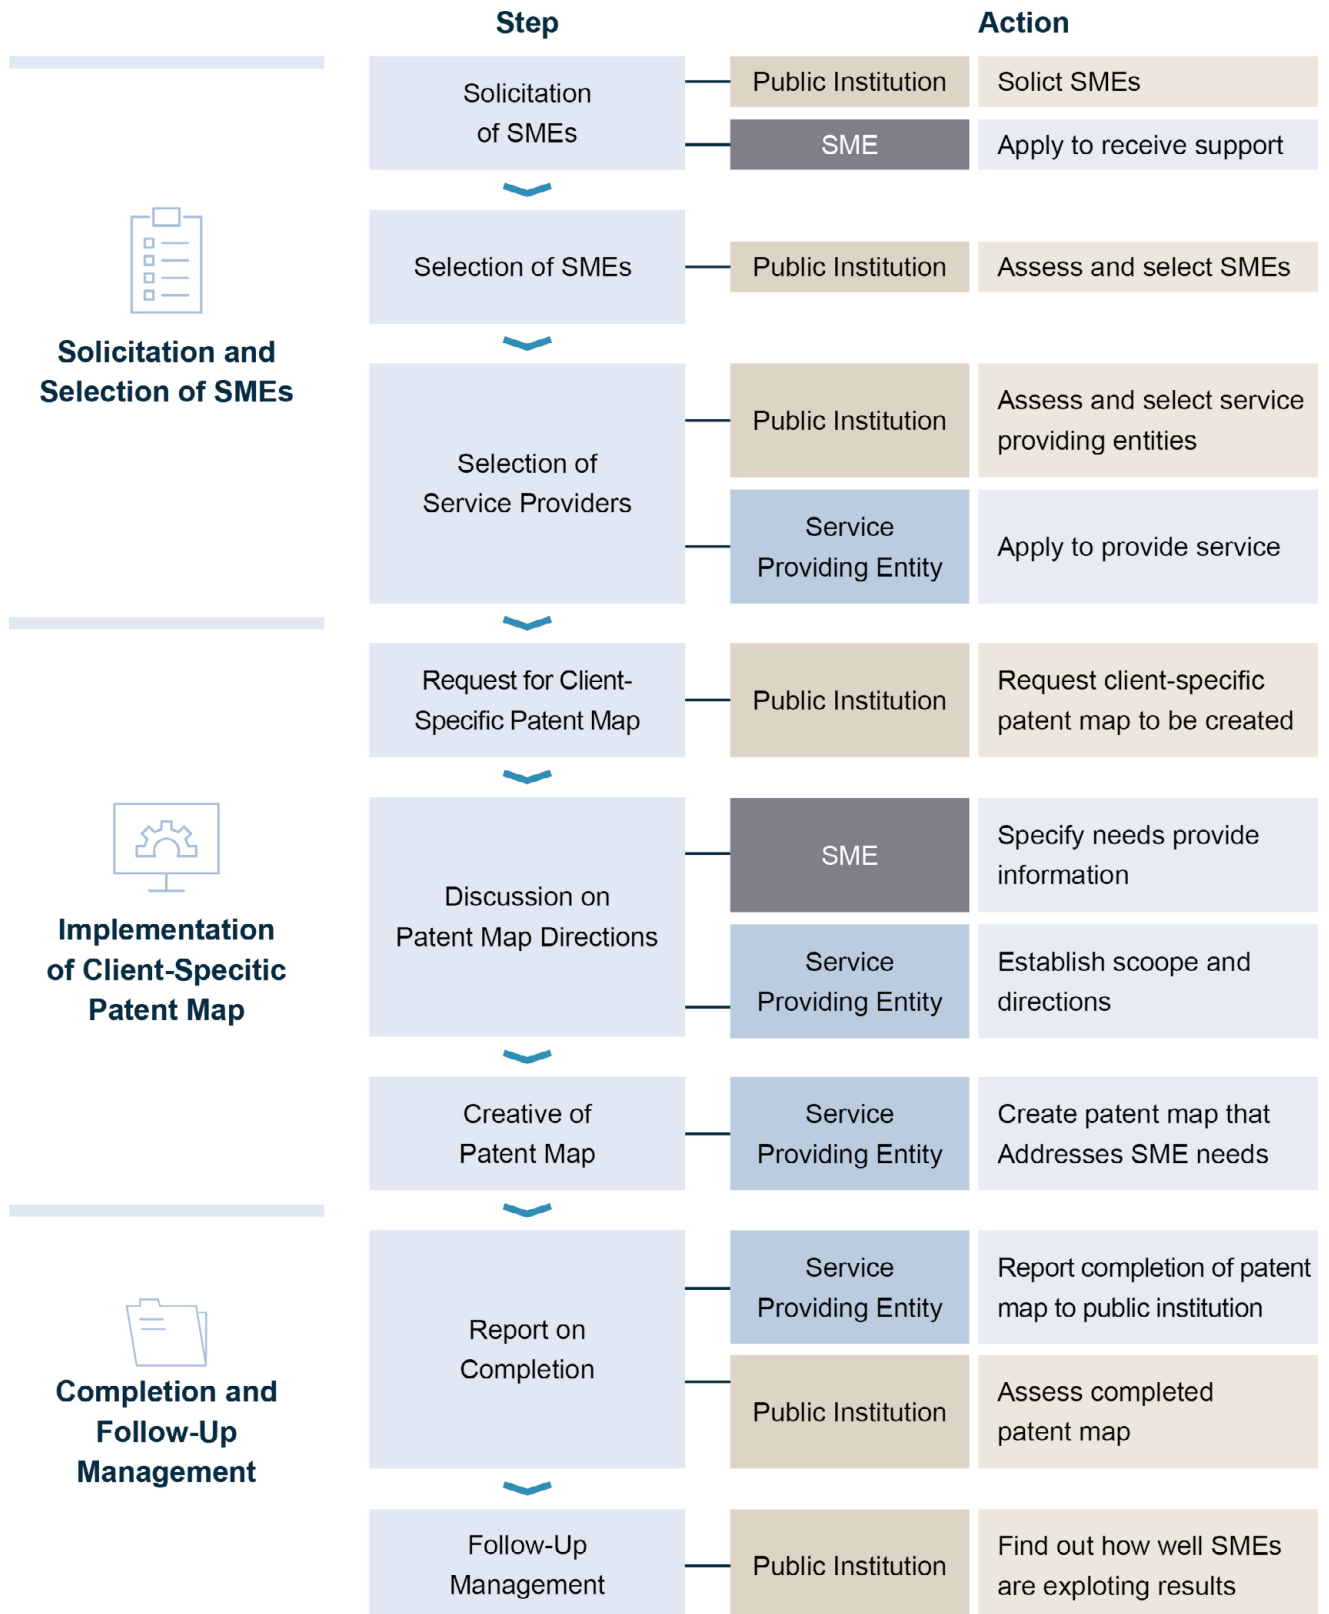 Step
Action
Solicitation and
Selection of SMEs
Solicitation
of SMEs
Public Institution
Solict SMEs
SME
Apply to receive support
Selection of SMEs
Public Institution
Assess and select SMEs
Selection of
Service Providers
Public Institution
Assess and select service
providing entities
Service
Providing Entity
Apply to provide service
Implementation
of Client-Specitic
Patent Map
Request for Client-
Specific Patent Map
Public Institution
Request client-specific
patent map to be created
Discussion on
Patent Map Directions
SME
Specify needs provide
information
Service
Providing Entity
Establish scoope and
directions
Creative of
Patent Map
Service
Providing Entity
Create patent map that
Addresses SME needs
Completion and
Follow-Up
Management
Report on
Completion
Service
Providing Entity
Report completion of patent
map to public institution
Public Institution
Assess completed
patent map
Follow-Up
Management
Public Institution
Find out how well SMEs
are exploting results